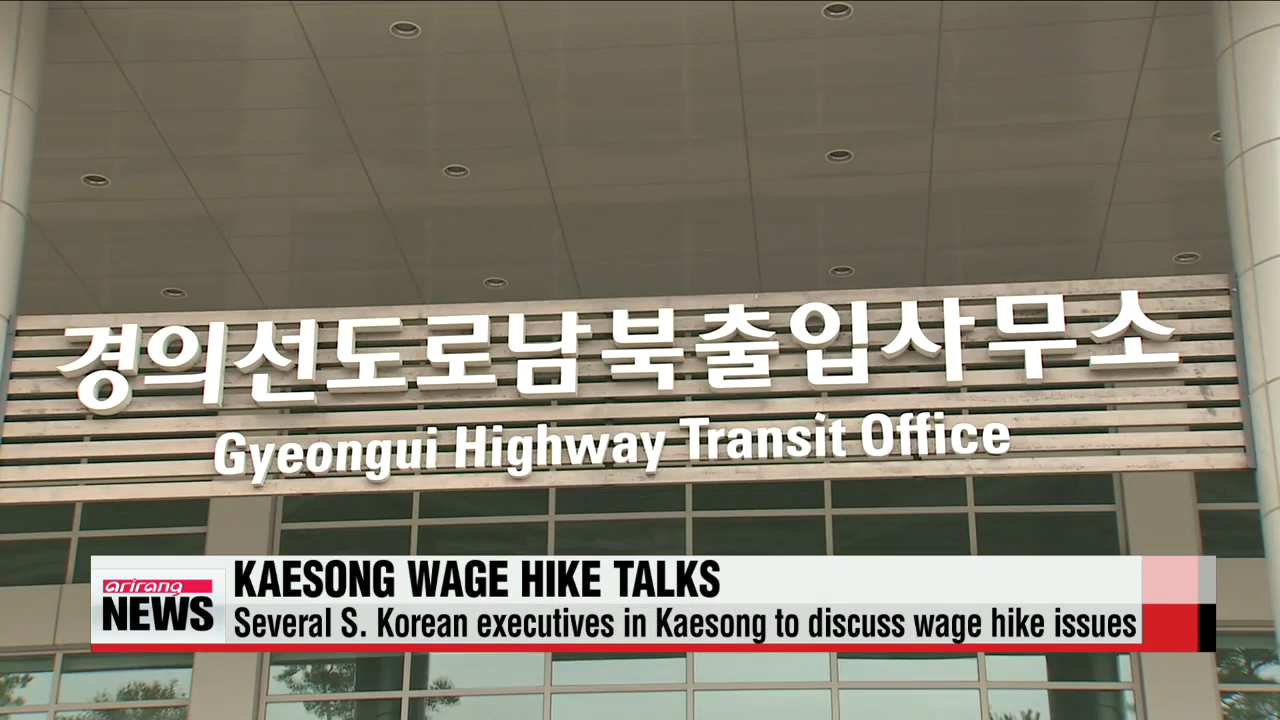 경의선도로남북출입사무소
Gyeongui Highway Transit Office
arirang
NEWS
KAESONG WAGE HIKE TALKS
Several S. Korean executives in Kaesong to discuss wage hike issues